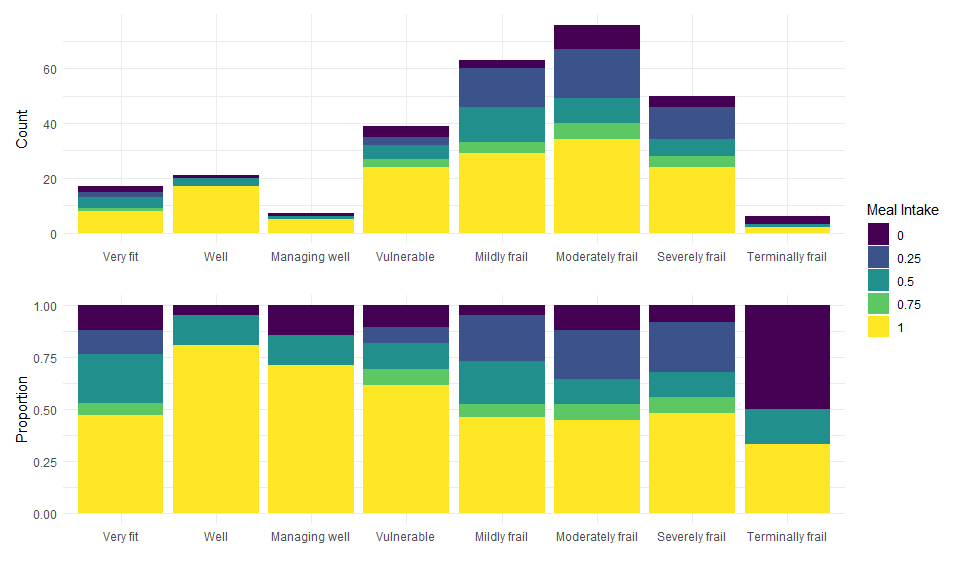 Count
60
40
20
0
Very fit Well Managing well Vulnerable Mildly frail Moderately frail Severely frail Terminally frail
Meal Intake
0
0.25
0.5
0.75
1
Proportion
1.00
0.75
0.50
0.25
0.00
Very fit Well Managing well Vulnerable Mildly frail Moderately frail Severely frail Terminally frail